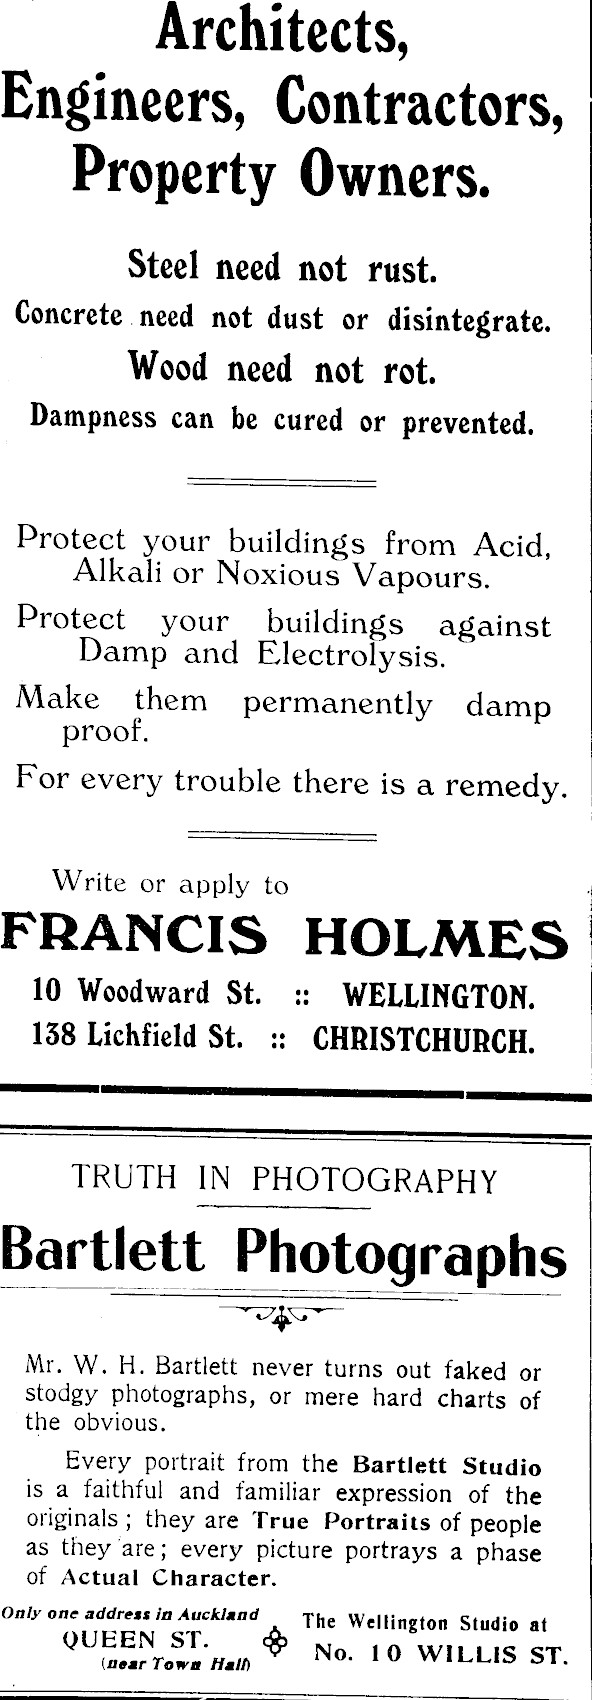 Architects,
Engineers, Contractors,
Property Owners.
Steel need not rust.
Concrete need not dust or disintegrate.
Wood need not rot.
Dampness can be cured or prevented.
Protect your buildings from Acid,
Alkali or Noxious Vapours.
Protect your buildings against
Damp and Electrolysis.
Make them permanently damp
proof.
For every trouble there is a remedy.
Write or apply to
FRANCIS HOLMES
10 Woodward St. :: WELLINGTON.
138 Lichfield St. :: CHRISTCHURCH.
TRUTH IN PHOTOGRAPHY
Bartlett Photographs
Mr. W. H. Bartlett never turns out faked or
stodgy photographs, or mere hard charts of
the obvious.
Every portrait from the Bartlett Studio
is a faithful and familiar expression of the
originals; they are True Portraits of people
as they are; every picture portrays a phase
of Actual Character.
Only one address in Auckland
QUEEN ST.
(near Town Hall)
The Wellington Studio at
No. 10 WILLIS ST.